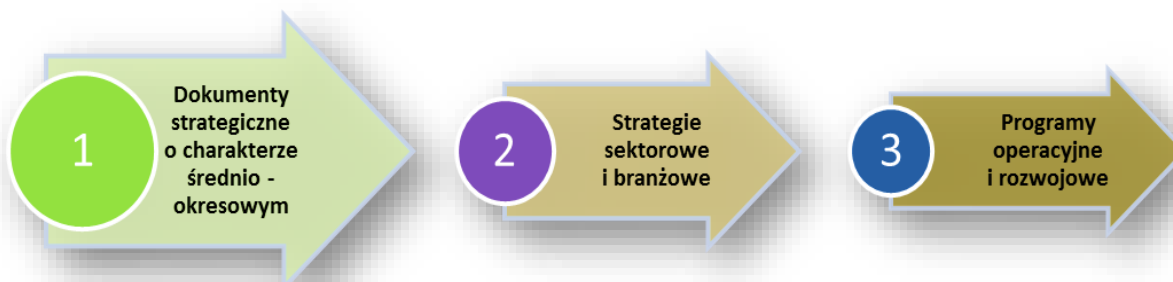 1
Dokumenty
strategiczne
o charakterze
średnio -
okresowym
2
Strategie
sektorowe
i branżowe
3
Programy
operacyjne
i rozwojowe